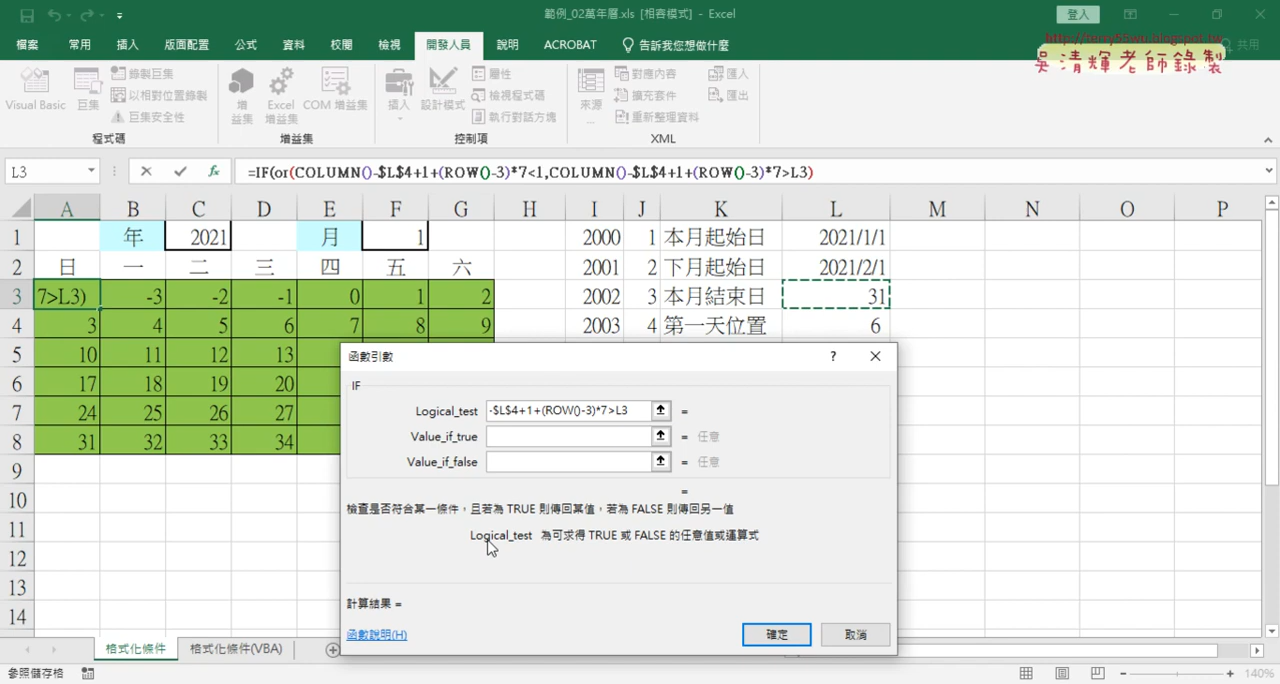 範例_02萬年曆.xls [相容模式] - Excel
登入
檔案 常用 插入 版面配置 公式 資料 校閱 檢視 開發人員 說明 ACROBAT 告訴我您想做什麼 共用
http://terry55wu.blogspot.tw
吳清輝老師錄製
Visual Basic 巨集 錄製巨集 以相對位置錄製 巨集安全性 程式碼
增益集 Excel 增益集 COM 增益集 增益集
插入 設計模式 屬性 檢視程式碼 執行對話方塊 控制項
來源 對應內容 擴充套件 重新整理資料 匯入 匯出 XML
L3 =IF(or(COLUMN()-$L$4+1+(ROW()-3)*7<1,COLUMN()-$L$4+1+(ROW()-3)*7>L3)
A B C D E F G H I J K L M N O P
1 年 2021 月 1 2000 1 本月起始日 2021/1/1
2 日 一 二 三 四 五 六 2001 2 下月起始日 2021/2/1
3 7>L3) -3 -2 -1 0 1 2 2002 3 本月結束日 31
4 3 4 5 6 7 8 9 2003 4 第一天位置 6
5 10 11 12 13
6 17 18 19 20
7 24 25 26 27
8 31 32 33 34
9
10
11
12
13
14
函數引數 ?
IF
Logical_test -$L$4+1+(ROW()-3)*7>L3 =
Value_if_true = 任意
Value_if_false = 任意
=
檢查是否符合某一條件，且若為 TRUE 則傳回某值，若為 FALSE 則傳回另一值
Logical_test 為可求得 TRUE 或 FALSE 的任意值或運算式
計算結果 =
函數說明(H) 確定 取消
格式化條件 格式化條件(VBA)
參照儲存格 140%